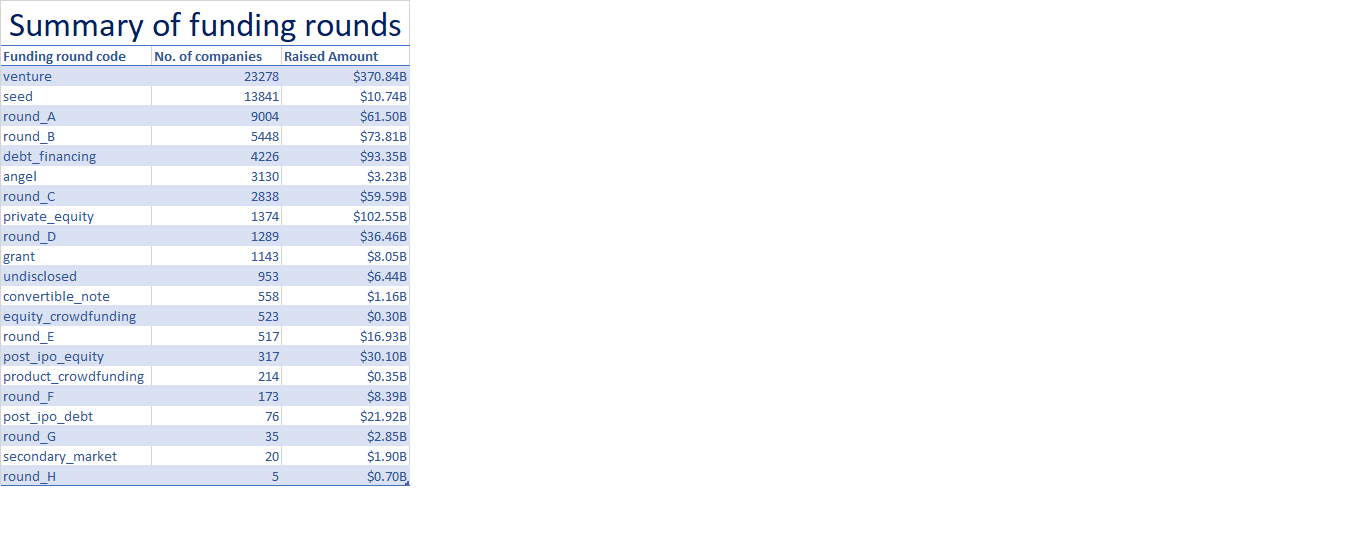 Summary of funding rounds
Funding round code No. of companies Raised Amount
venture 23278 $370.84B
seed 13841 $10.74B
round_A 9004 $61.50B
round_B 5448 $73.81B
debt_financing 4226 $93.35B
angel 3130 $3.23B
round_C 2838 $59.59B
private_equity 1374 $102.55B
round_D 1289 $36.46B
grant 1143 $8.05B
undisclosed 953 $6.44B
convertible_note 558 $1.16B
equity_crowdfunding 523 $0.30B
round_E 517 $16.93B
post_ipo_equity 317 $30.10B
product_crowdfunding 214 $0.35B
round_F 173 $8.39B
post_ipo_debt 76 $21.92B
round_G 35 $2.85B
secondary_market 20 $1.90B
round_H 5 $0.70B